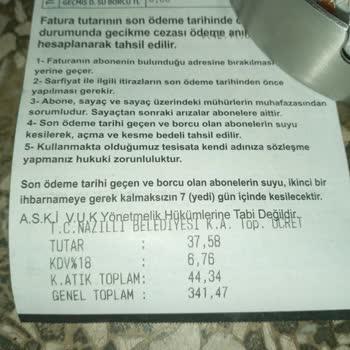 GEÇMİŞ D. SU BORCU TL
Fatura tutarının son ödeme tarihinde
durumunda gecikme cezası ödeme anı
hesaplanarak tahsil edilir.
1- Faturanın abonenin bulunduğu adresine bırakılması
yerine geçer.
2- Sarfiyat ile ilgili itirazların son ödeme tarihinden önce
yapılması gerekir.
3- Abone, sayaç ve sayaç üzerindeki mühürlerin muhafazasından
sorumludur. Sayaçtan sonraki arızalar abonelere aittir.
4- Son ödeme tarihi geçen ve borcu olan abonelerin suyu
kesilerek, açma ve kesme bedeli tahsil edilir.
5- Kullanmakta olduğumuz tesisata kendi adınıza sözleşme
yapmanız hukuki zorunluluktur.
Son ödeme tarihi geçen ve borcu olan abonelerin suyu, ikinci bir
ihbarnameye gerek kalmaksızın 7 (yedi) gün içinde kesilecektir.
A.S.K.İ V.U.K Yönetmelik Hükümlerine Tabi Değildir.
T.C.NAZİLLİ BELEDİYESİ K.A. Top. ÜCRET
TUTAR : 37,58
KDV%18 : 6,76
K.ATIK TOPLAM: 44,34
GENEL TOPLAM : 341,47